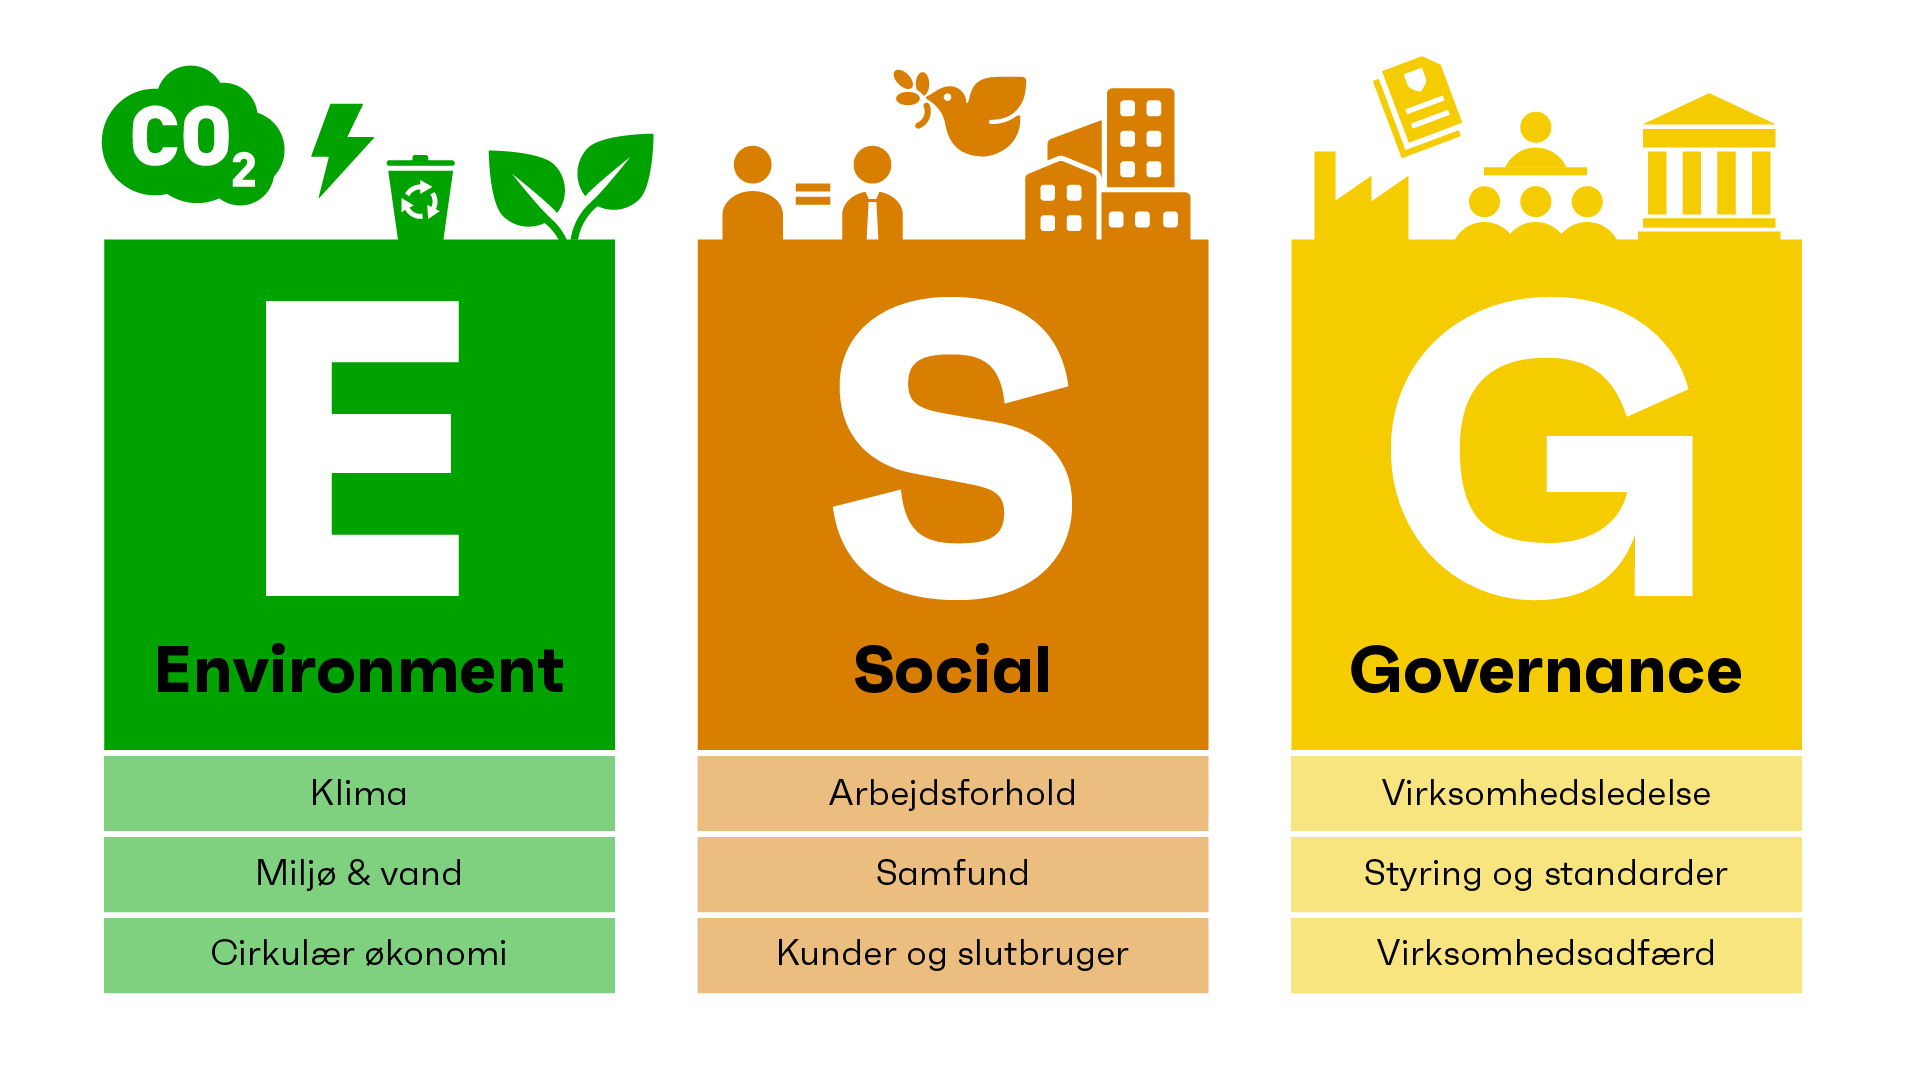 CO2
E
Environment
Klima
Miljø & vand
Cirkulær økonomi
S
Social
Arbejdsforhold
Samfund
Kunder og slutbruger
G
Governance
Virksomhedsledelse
Styring og standarder
Virksomhedsadfærd